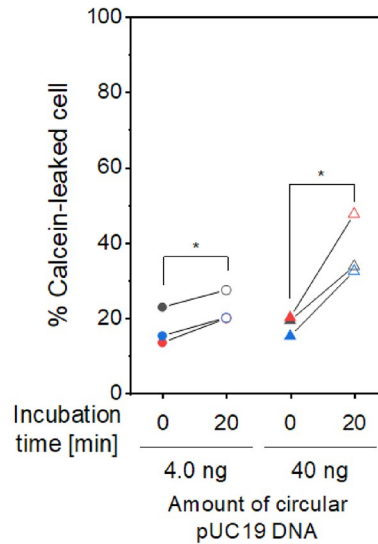 100
80
60
40
20
0
% Calcein-leaked cell
*
*
Incubation time [min]
0 20 0 20
4.0 ng 40 ng
Amount of circular
pUC19 DNA